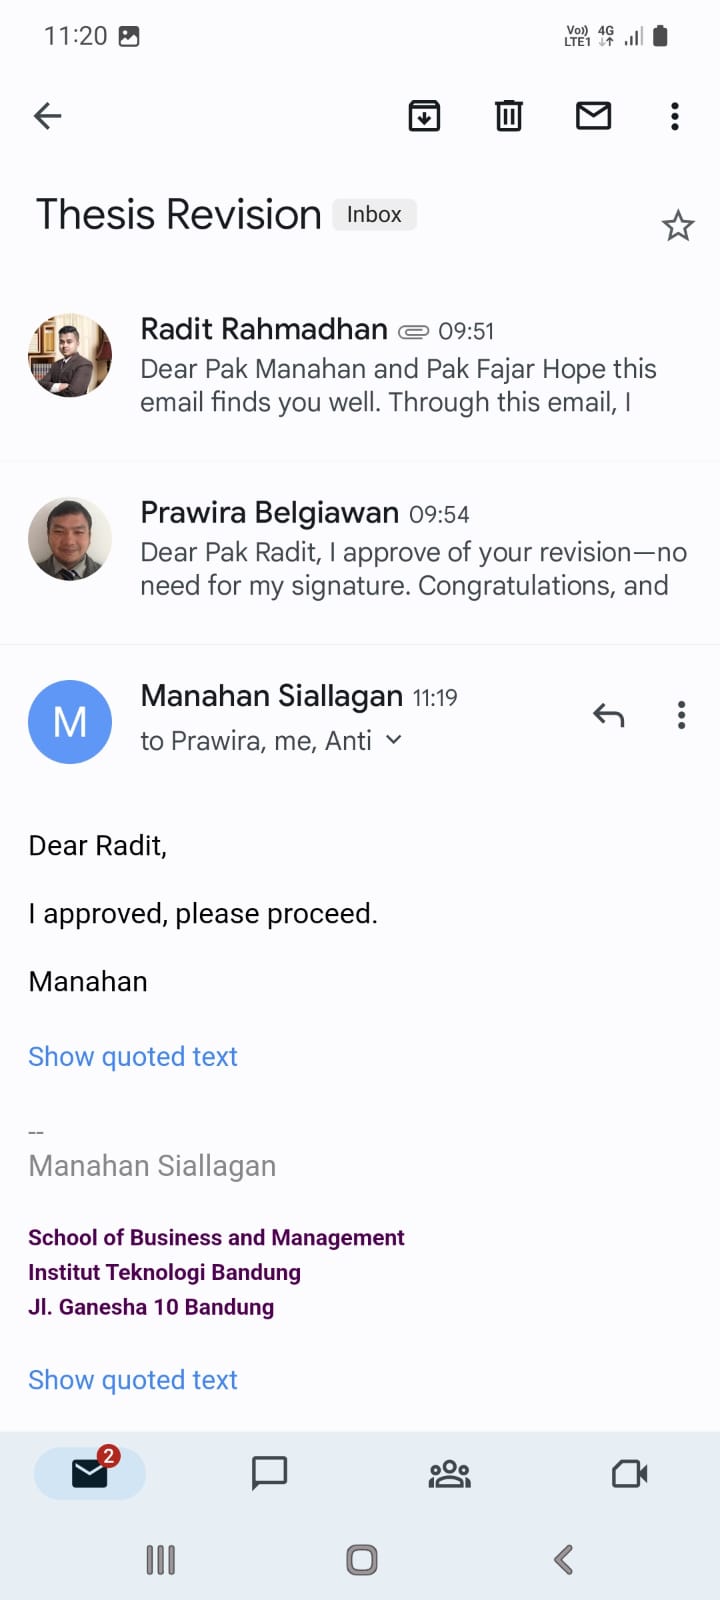 11:20
Vo)) 4G
LTE1
Thesis Revision Inbox
Radit Rahmadhan 09:51
Dear Pak Manahan and Pak Fajar Hope this
email finds you well. Through this email, I
Prawira Belgiawan 09:54
Dear Pak Radit, I approve of your revision—no
need for my signature. Congratulations, and
M
Manahan Siallagan 11:19
to Prawira, me, Anti
Dear Radit,
I approved, please proceed.
Manahan
Show quoted text
--
Manahan Siallagan
School of Business and Management
Institut Teknologi Bandung
Jl. Ganesha 10 Bandung
Show quoted text
2